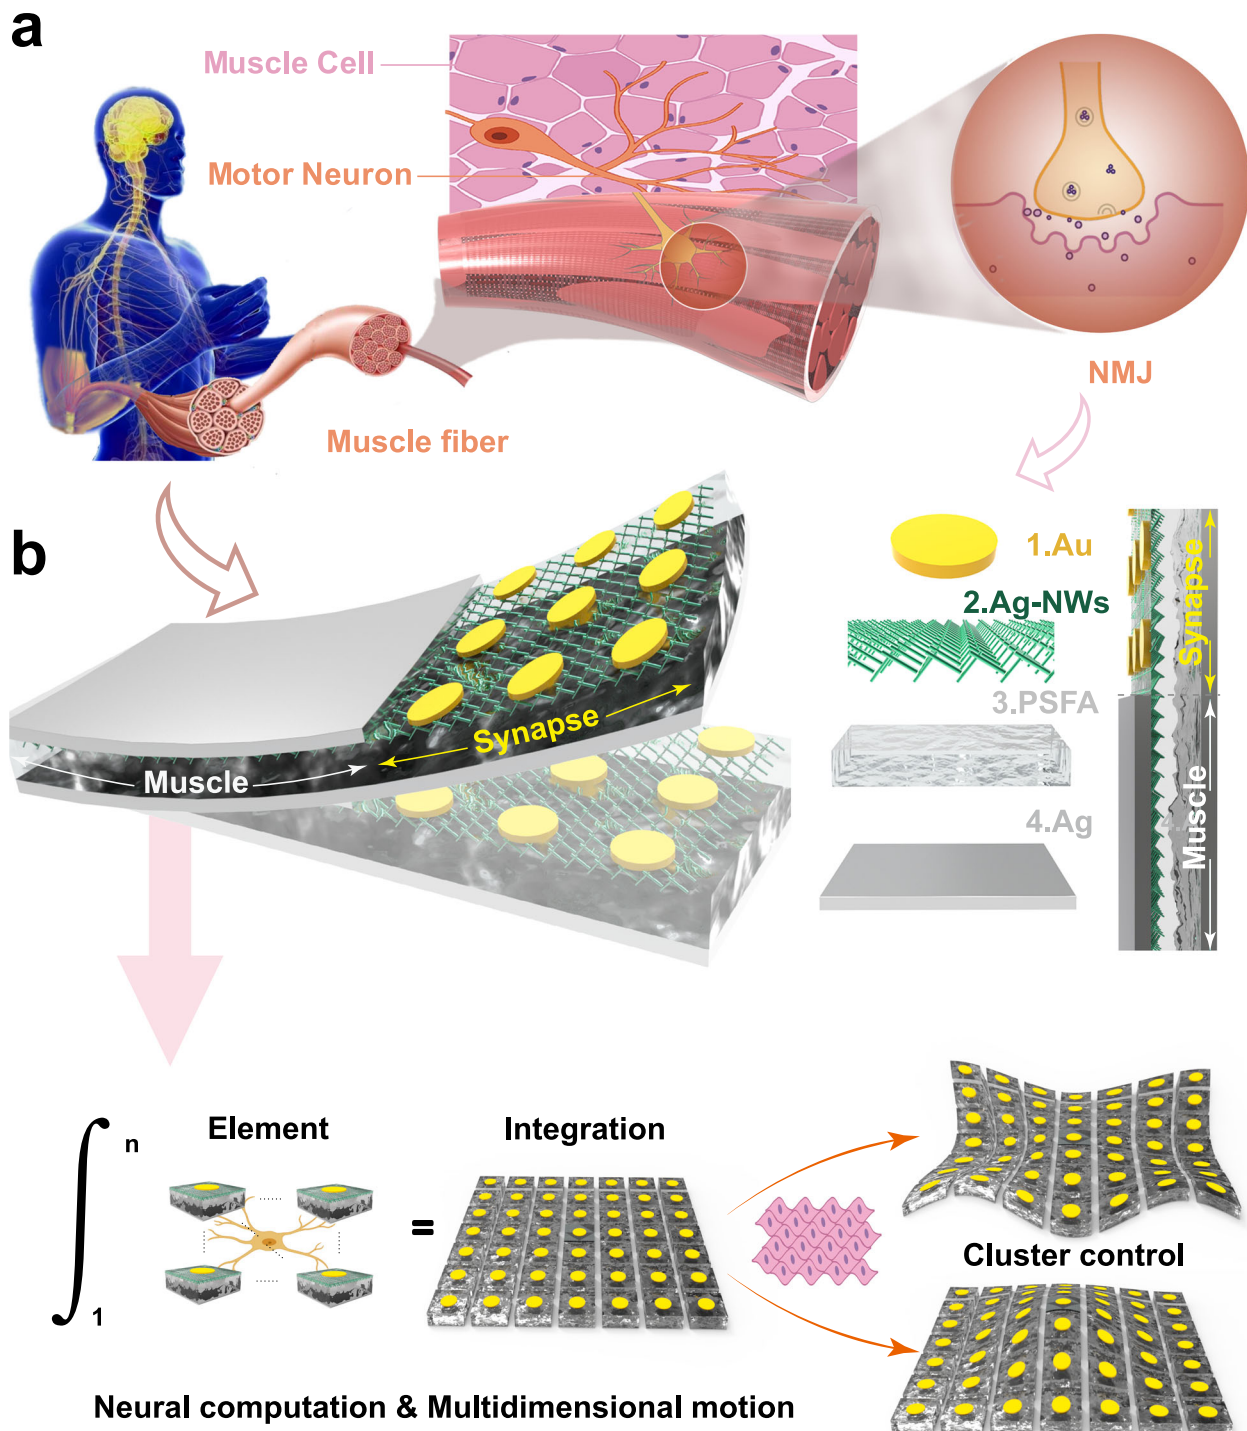 a
Muscle Cell
Motor Neuron
NMJ
Muscle fiber
b
1.Au
2.Ag-NWs
3.PSFA
4.Ag
Synapse
Muscle
Synapse
Muscle
Element
Integration
n
=
1
Cluster control
Neural computation & Multidimensional motion